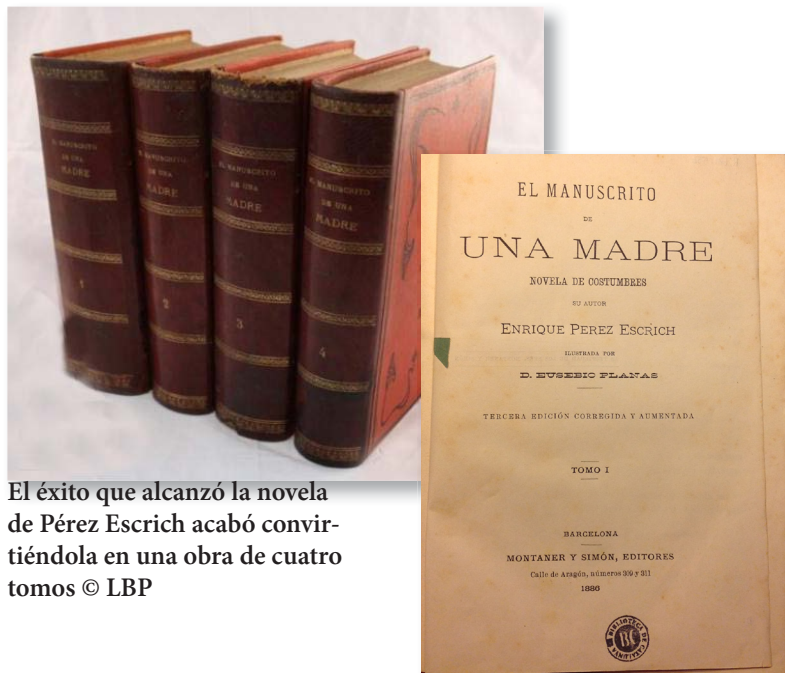 EL MANUSCRITO
DE UNA
MADRE
1
EL MANUSCRITO
DE UNA
MADRE
2
EL MANUSCRITO
DE UNA
MADRE
3
EL MANUSCRITO
DE UNA
MADRE
4
El éxito que alcanzó la novela
de Pérez Escrich acabó convir-
tiéndola en una obra de cuatro
tomos © LBP
EL MANUSCRITO
DE
UNA MADRE
NOVELA DE COSTUMBRES
SU AUTOR
ENRIQUE PEREZ ESCRICH
ILUSTRADA POR
D. EUSEBIO PLANAS
TERCERA EDICIÓN CORREGIDA Y AUMENTADA
TOMO I
BARCELONA
MONTANER Y SIMÓN, EDITORES
Calle de Aragón, números 309 y 311
1886
BIBLIOTECA DE CATALUNYA
BC